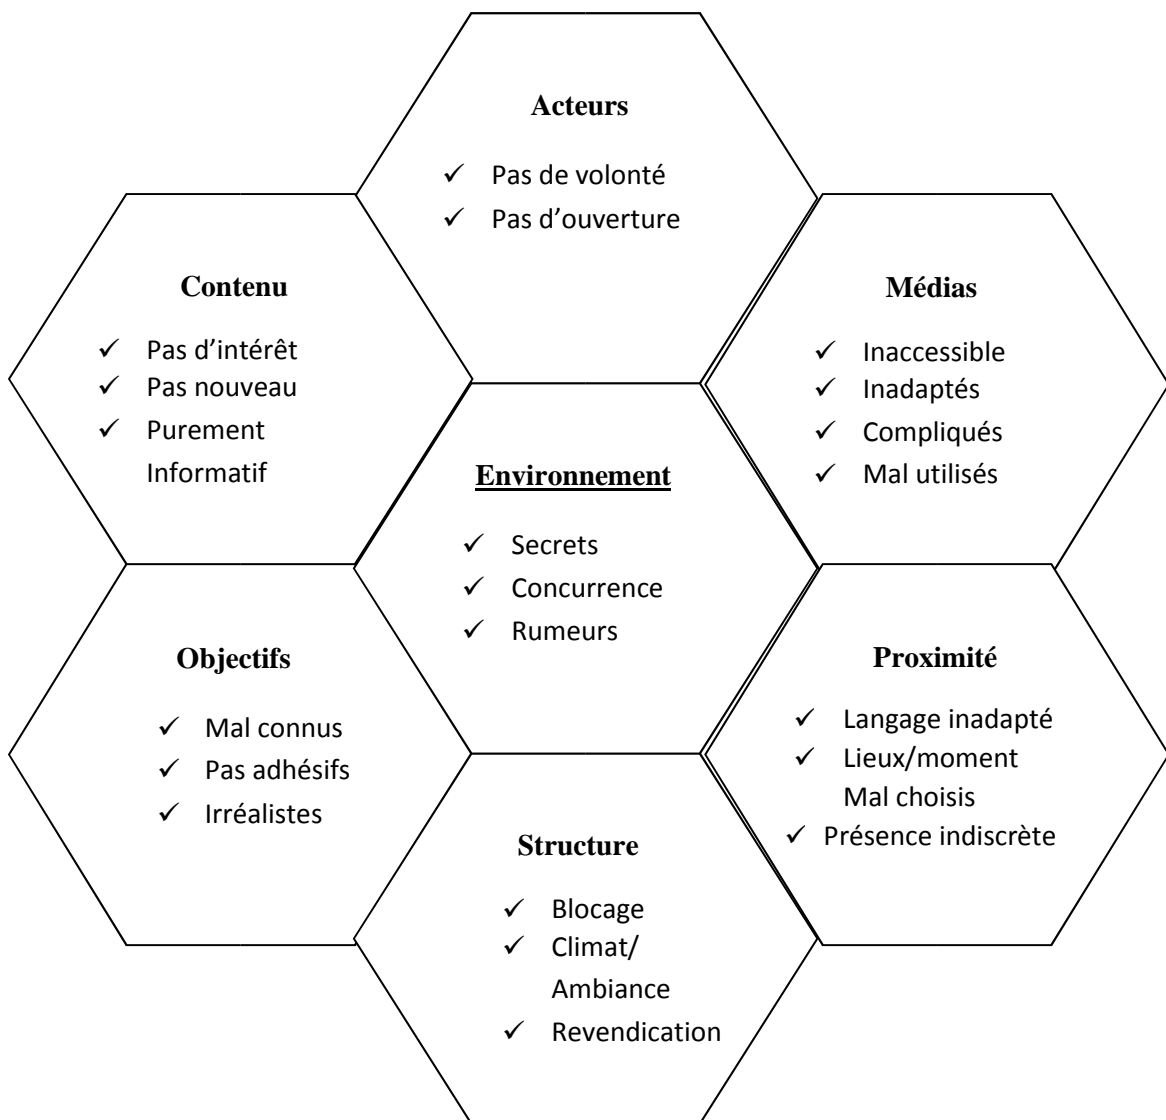 Acteurs
✓ Pas de volonté
✓ Pas d’ouverture
Contenu
✓ Pas d’intérêt
✓ Pas nouveau
✓ Purement
Informatif
Médias
✓ Inaccessible
✓ Inadaptés
✓ Compliqués
✓ Mal utilisés
Environnement
✓ Secrets
✓ Concurrence
✓ Rumeurs
Objectifs
✓ Mal connus
✓ Pas adhésifs
✓ Irréalistes
Proximité
✓ Langage inadapté
✓ Lieux/moment
Mal choisis
✓ Présence indiscrète
Structure
✓ Blocage
✓ Climat/
Ambiance
✓ Revendication